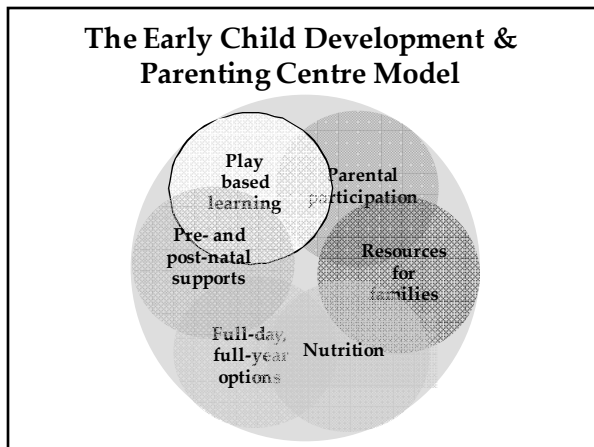 The Early Child Development &
Parenting Centre Model
Play
based
learning
Parental
participation
Pre- and
post-natal
supports
Resources
for
families
Full-day,
full-year
options
Nutrition